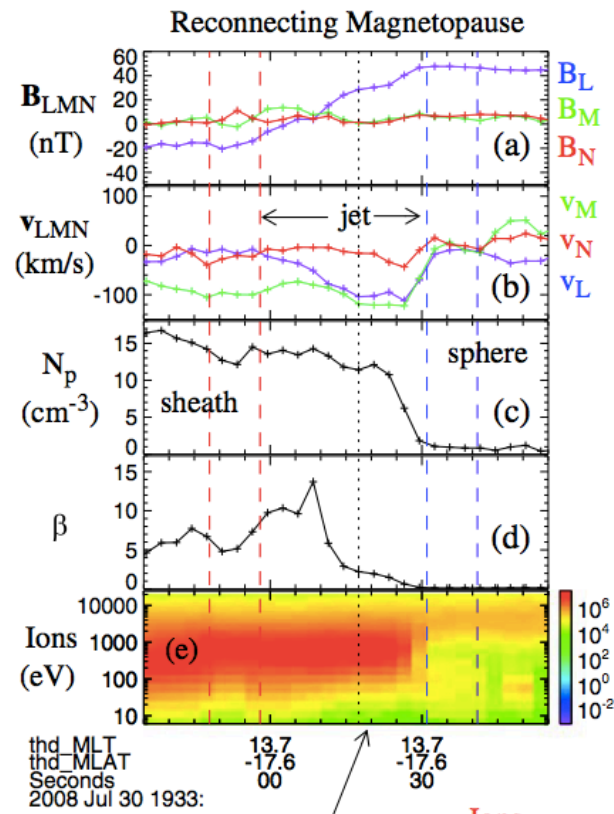 Reconnecting Magnetopause
60
40
20
0
-20
-40
B_LMN
(nT)
(a)
B_L
B_M
B_N
100
0
-100
v_LMN
(km/s)
jet
(b)
v_M
v_N
v_L
15
10
5
0
N_p
(cm^-3)
sheath
sphere
(c)
15
10
5
0
β
(d)
10000
1000
100
10
Ions
(eV)
(e)
10^6
10^4
10^2
10^0
10^-2
thd_MLT 13.7 13.7
thd_MLAT -17.6 -17.6
Seconds 00 30
2008 Jul 30 1933: